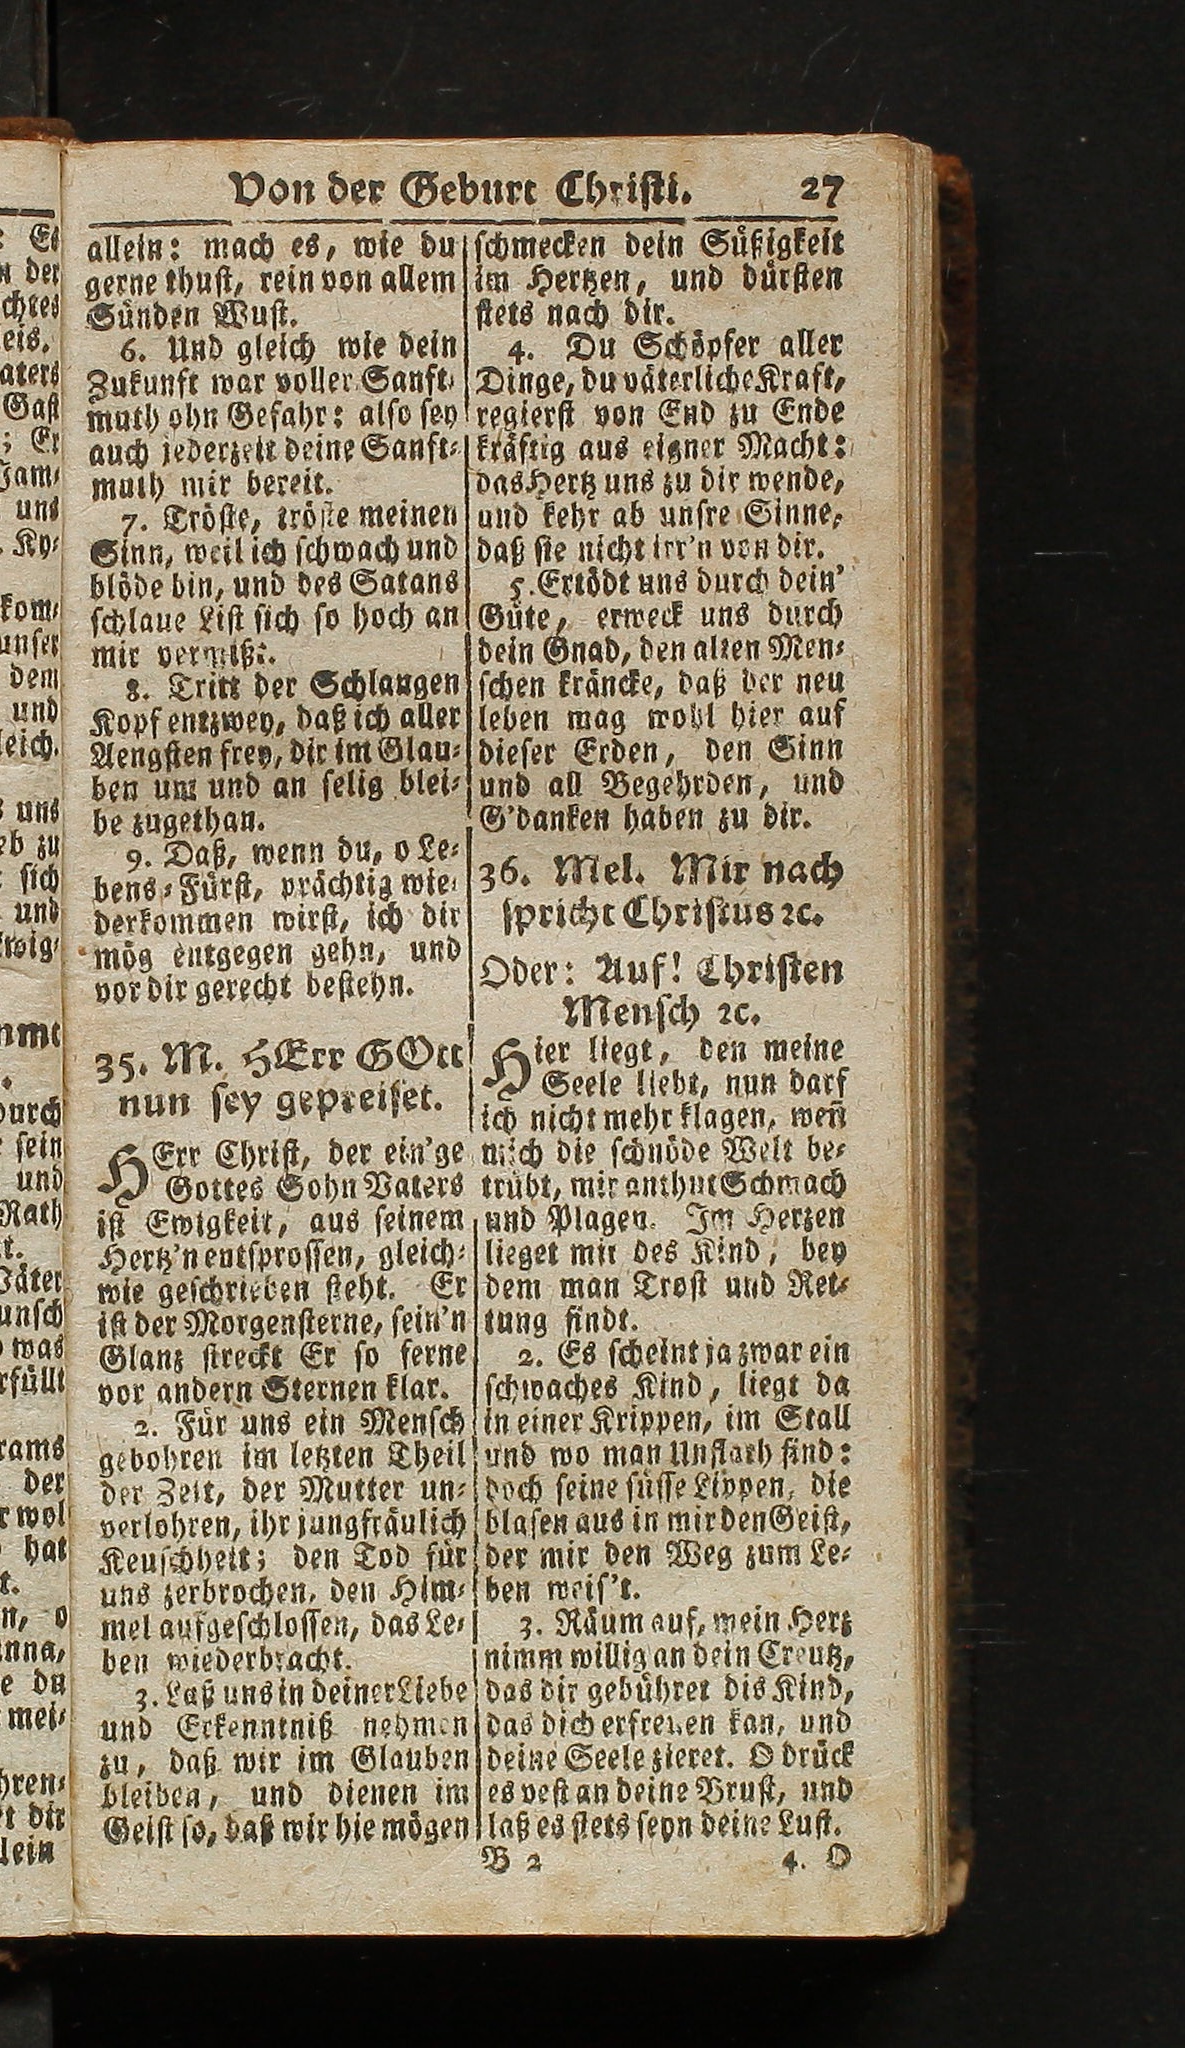 Von der Geburt Christi. 27
allein: mach es, wie du
gerne thust, rein von allem
Sünden Wust.
6. Und gleich wie dein
Zukunft war voller Sanft-
muth ohn Gefahr: also sey
auch jederzeit deine Sanft-
muth mir bereit.
7. Tröste, tröste meinen
Sinn, weil ich schwach und
blöde bin, und des Satans
schlaue List sich so hoch an
mir vermißt.
8. Tritt der Schlangen
Kopf entzwey, daß ich aller
Aengsten frey, dir im Glau-
ben um und an selig blei-
be zugethan.
9. Daß, wenn du, o Le-
bens-Fürst, prächtig wie-
derkommen wirst, ich dir
mög entgegen gehn, und
vor dir gerecht bestehn.
35. M. HErr GOtt
nun sey gepreiset.
HErr Christ, der ein'ge
Gottes Sohn Vaters
ist Ewigkeit, aus seinem
Hertz'n entsprossen, gleich-
wie geschrieben steht. Er
ist der Morgensterne, sein'n
Glanz streckt Er so ferne
vor andern Sternen klar.
2. Für uns ein Mensch
gebohren im letzten Theil
der Zeit, der Mutter un-
verlohren, ihr jungfräulich
Keuschheit; den Tod für
uns zerbrochen, den Him-
mel aufgeschlossen, das Le-
ben wiederbracht.
3. Laß uns in deiner Liebe
und Erkenntniß nehmen
zu, daß wir im Glauben
bleiben, und dienen im
Geist so, daß wir hie mögen
schmecken dein Süßigkeit
im Hertzen, und dürsten
stets nach dir.
4. Du Schöpfer aller
Dinge, du väterliche Kraft,
regierst von End zu Ende
kräftig aus eigner Macht:
das Hertz uns zu dir wende,
und kehr ab unsre Sinne,
daß sie nicht irr'n von dir.
5. Ertödt uns durch dein'
Güte, erweck uns durch
dein Gnad, den alten Men-
schen kräncke, daß der neu
leben mag wohl hier auf
dieser Erden, den Sinn
und all Begehrden, und
G'danken haben zu dir.
36. Mel. Mir nach
spricht Christus ꝛc.
Oder: Auf! Christen
Mensch ꝛc.
Hier liegt, den meine
Seele liebt, nun darf
ich nicht mehr klagen, weñ
mich die schnöde Welt be-
trübt, mir anthut Schmach
und Plagen. Im Hertzen
lieget mir des Kind, bey
dem man Trost und Ret-
tung findt.
2. Es scheint ja zwar ein
schwaches Kind, liegt da
in einer Krippen, im Stall
und wo man Unflath find:
doch seine süsse Lippen, die
blasen aus in mir den Geist,
der mir den Weg zum Le-
ben weis't.
3. Räum auf, mein Hertz
nimm willig an dein Creutz,
das dir gebühret dis Kind,
das dich erfreuen kan, und
deine Seele zieret. O drück
es vest an deine Brust, und
laß es stets seyn deine Lust.
B 2 4. O